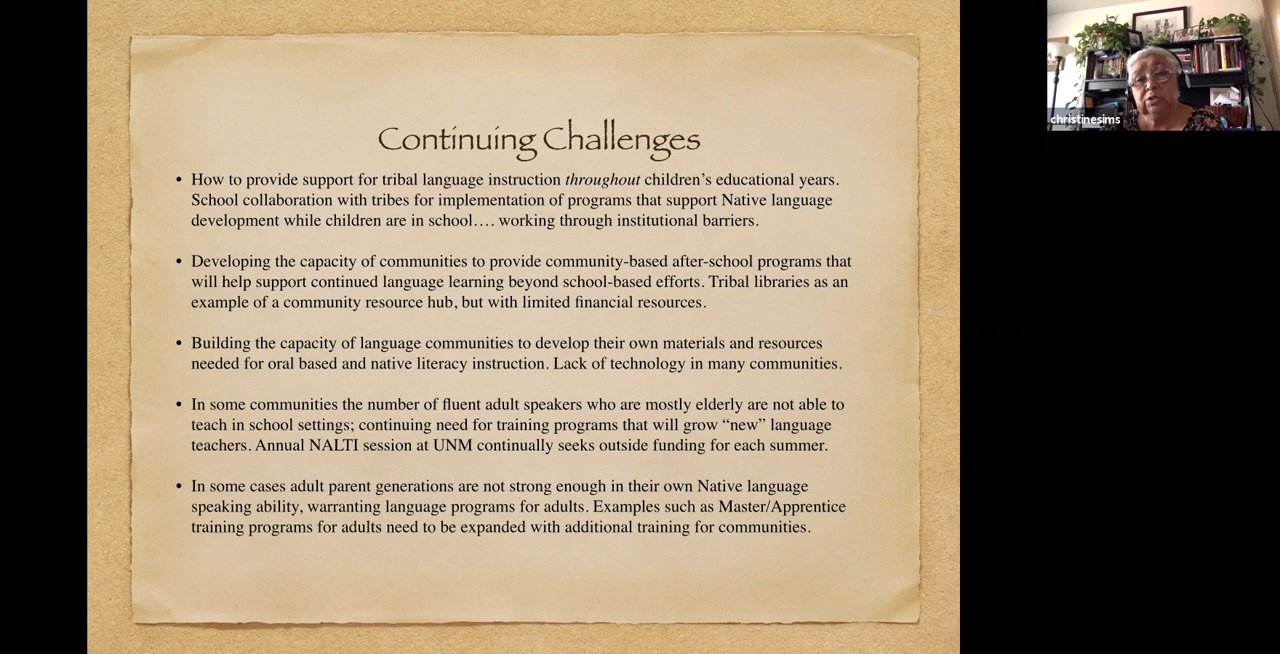 Continuing Challenges
• How to provide support for tribal language instruction throughout children’s educational years.
School collaboration with tribes for implementation of programs that support Native language
development while children are in school…. working through institutional barriers.
• Developing the capacity of communities to provide community-based after-school programs that
will help support continued language learning beyond school-based efforts. Tribal libraries as an
example of a community resource hub, but with limited financial resources.
• Building the capacity of language communities to develop their own materials and resources
needed for oral based and native literacy instruction. Lack of technology in many communities.
• In some communities the number of fluent adult speakers who are mostly elderly are not able to
teach in school settings; continuing need for training programs that will grow “new” language
teachers. Annual NALTI session at UNM continually seeks outside funding for each summer.
• In some cases adult parent generations are not strong enough in their own Native language
speaking ability, warranting language programs for adults. Examples such as Master/Apprentice
training programs for adults need to be expanded with additional training for communities.
christinesims